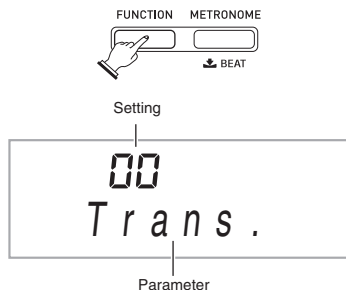 FUNCTION METRONOME
BEAT
Setting
00
Trans.
Parameter